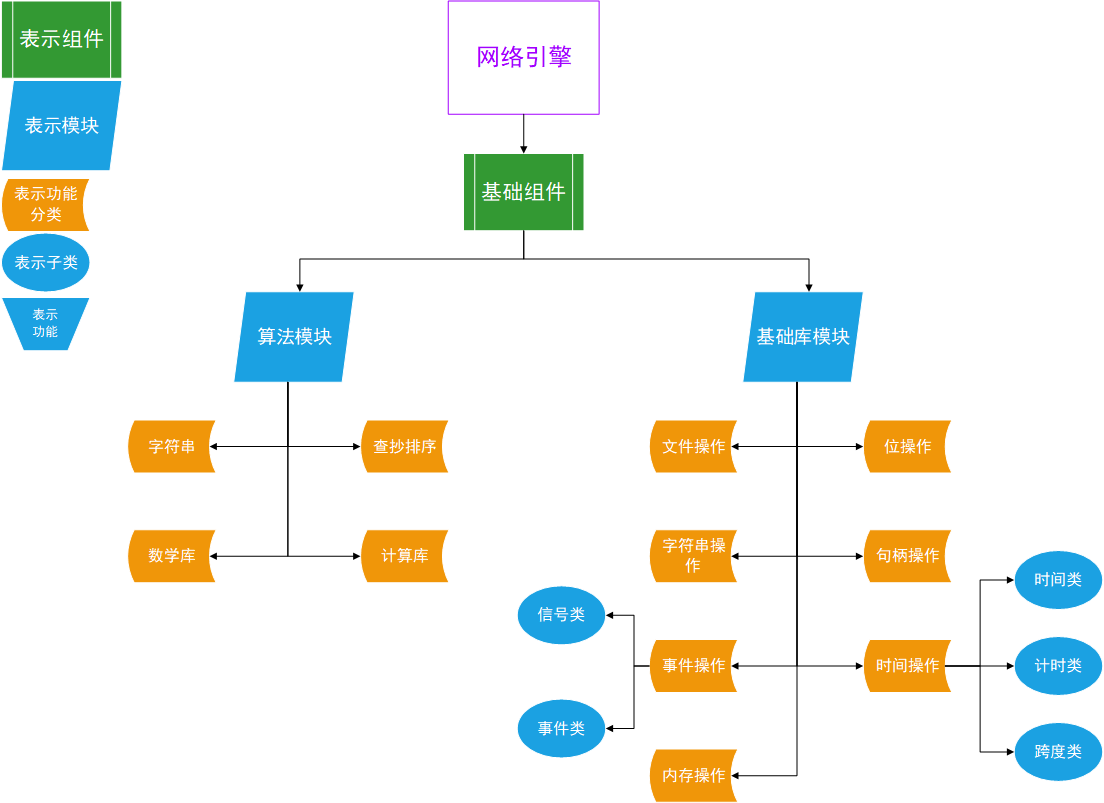 表示组件
表示模块
表示功能
分类
表示子类
表示
功能
网络引擎
基础组件
算法模块
基础库模块
字符串
查抄排序
数学库
计算库
文件操作
位操作
字符串操
作
句柄操作
信号类
事件操作
事件类
时间操作
时间类
计时类
跨度类
内存操作